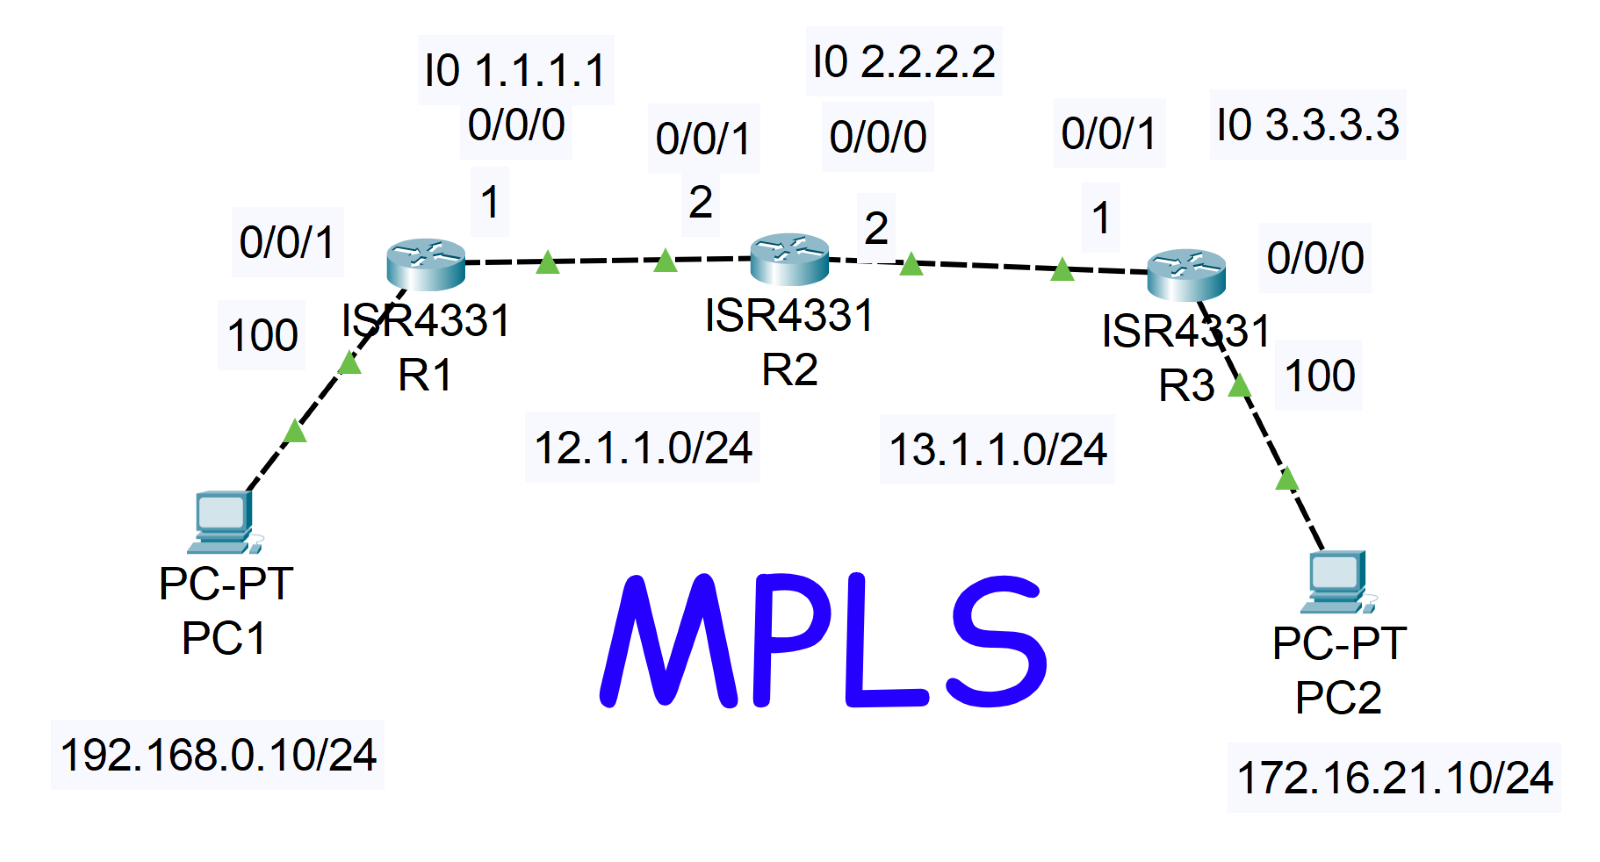 l0 1.1.1.1
0/0/0
1
0/0/1
2
l0 2.2.2.2
0/0/0
2
0/0/1
1
l0 3.3.3.3
0/0/1
100
ISR4331
R1
ISR4331
R2
ISR4331
R3
0/0/0
100
12.1.1.0/24
13.1.1.0/24
PC-PT
PC1
192.168.0.10/24
MPLS
PC-PT
PC2
172.16.21.10/24